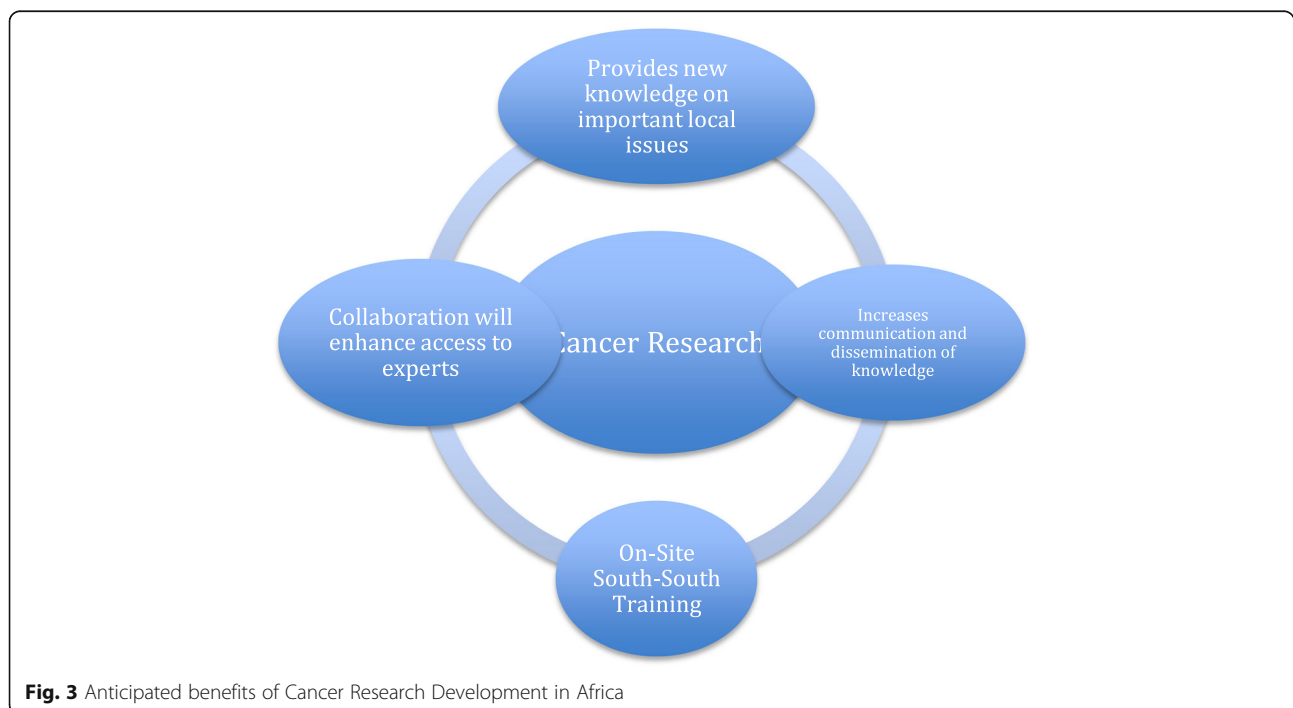 Provides new
knowledge on
important local
issues
Collaboration will
enhance access to
experts
Cancer Research
Increases
communication and
dissemination of
knowledge
On-Site
South-South
Training
Fig. 3 Anticipated benefits of Cancer Research Development in Africa